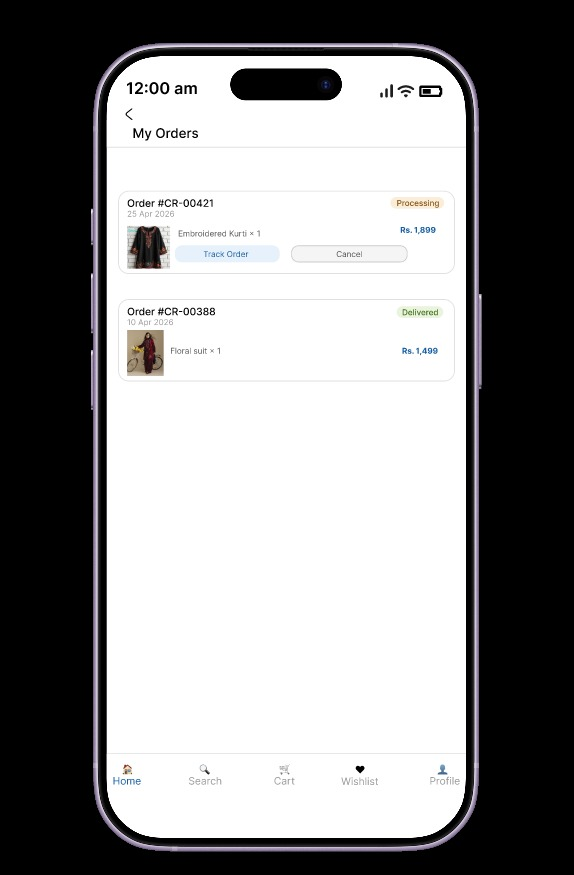 12:00 am
My Orders
Order #CR-00421
Processing
25 Apr 2026
Embroidered Kurti × 1
Rs. 1,899
Track Order
Cancel
Order #CR-00388
Delivered
10 Apr 2026
Floral suit × 1
Rs. 1,499
Home
Search
Cart
Wishlist
Profile